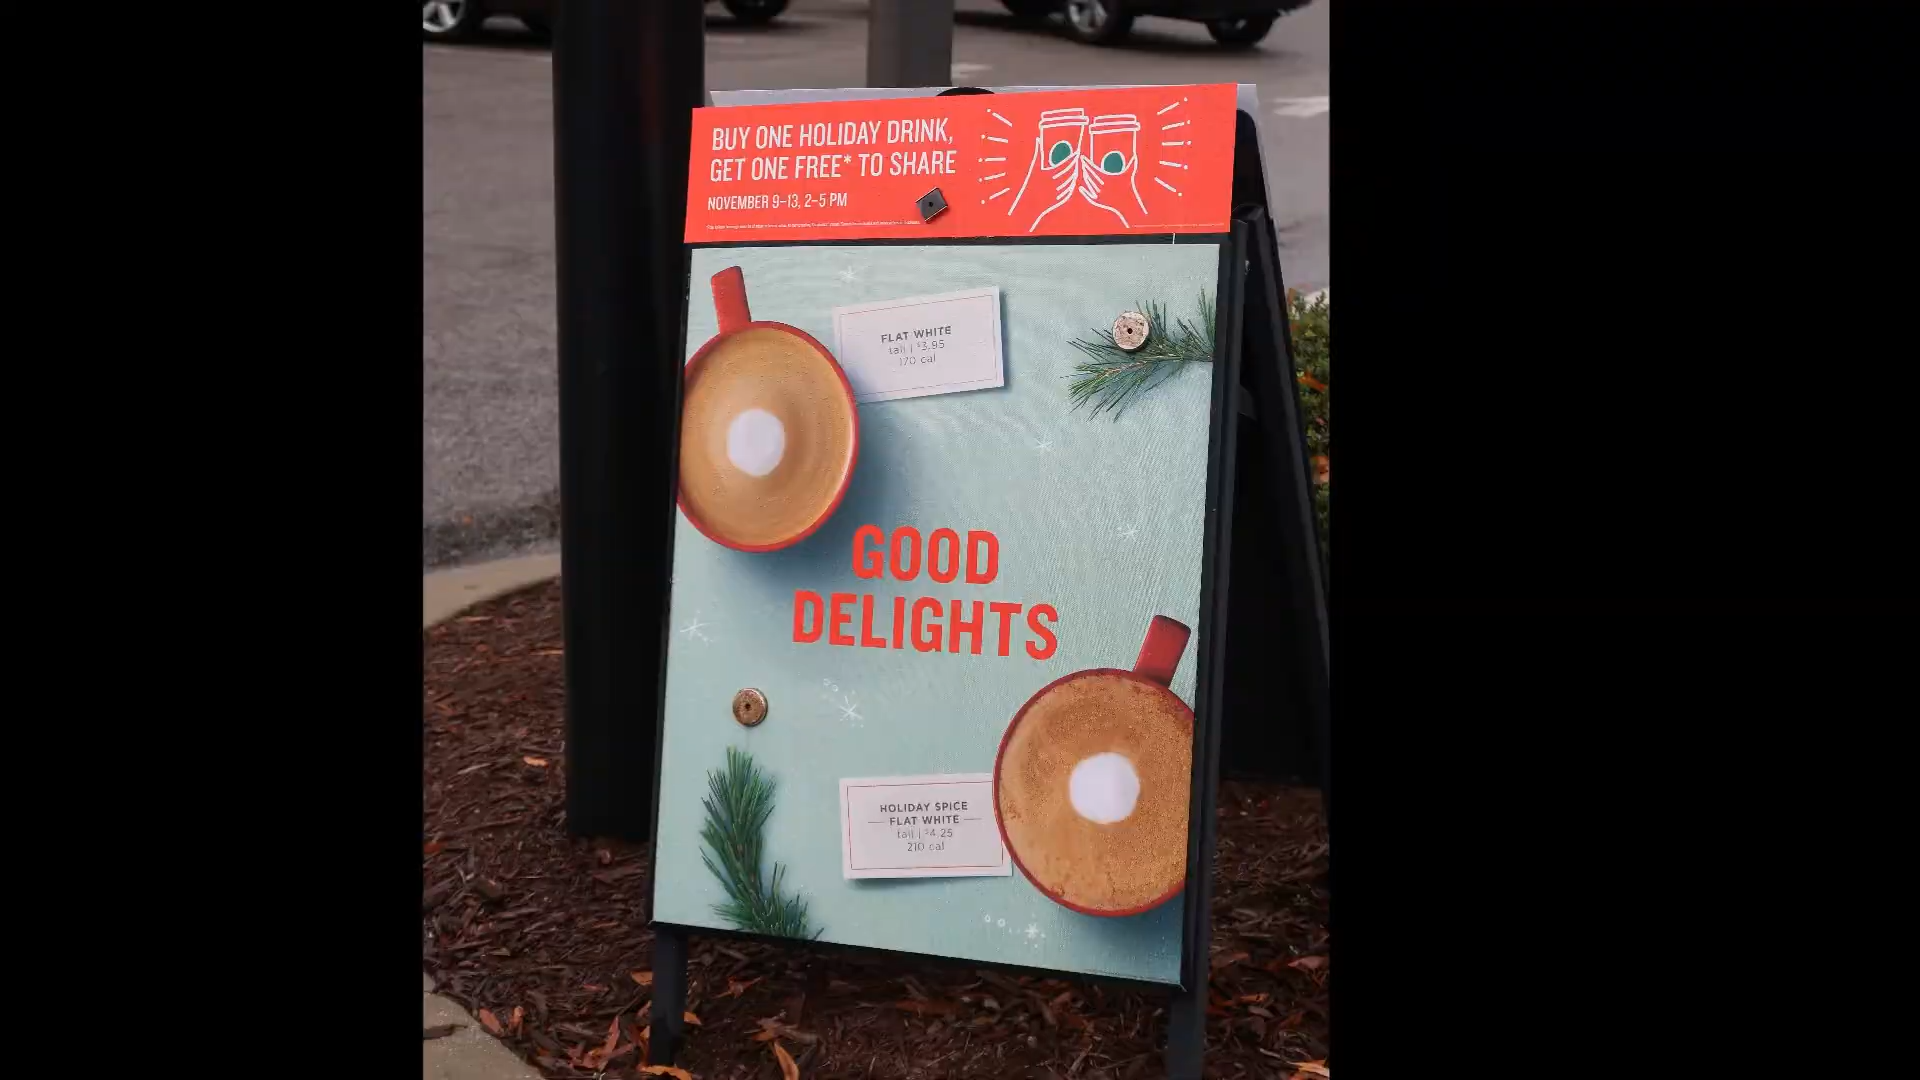 BUY ONE HOLIDAY DRINK,
GET ONE FREE* TO SHARE
NOVEMBER 9–13, 2–5 PM
FLAT WHITE
tall | $3.95
170 cal
GOOD
DELIGHTS
HOLIDAY SPICE
FLAT WHITE
tall | $4.25
210 cal